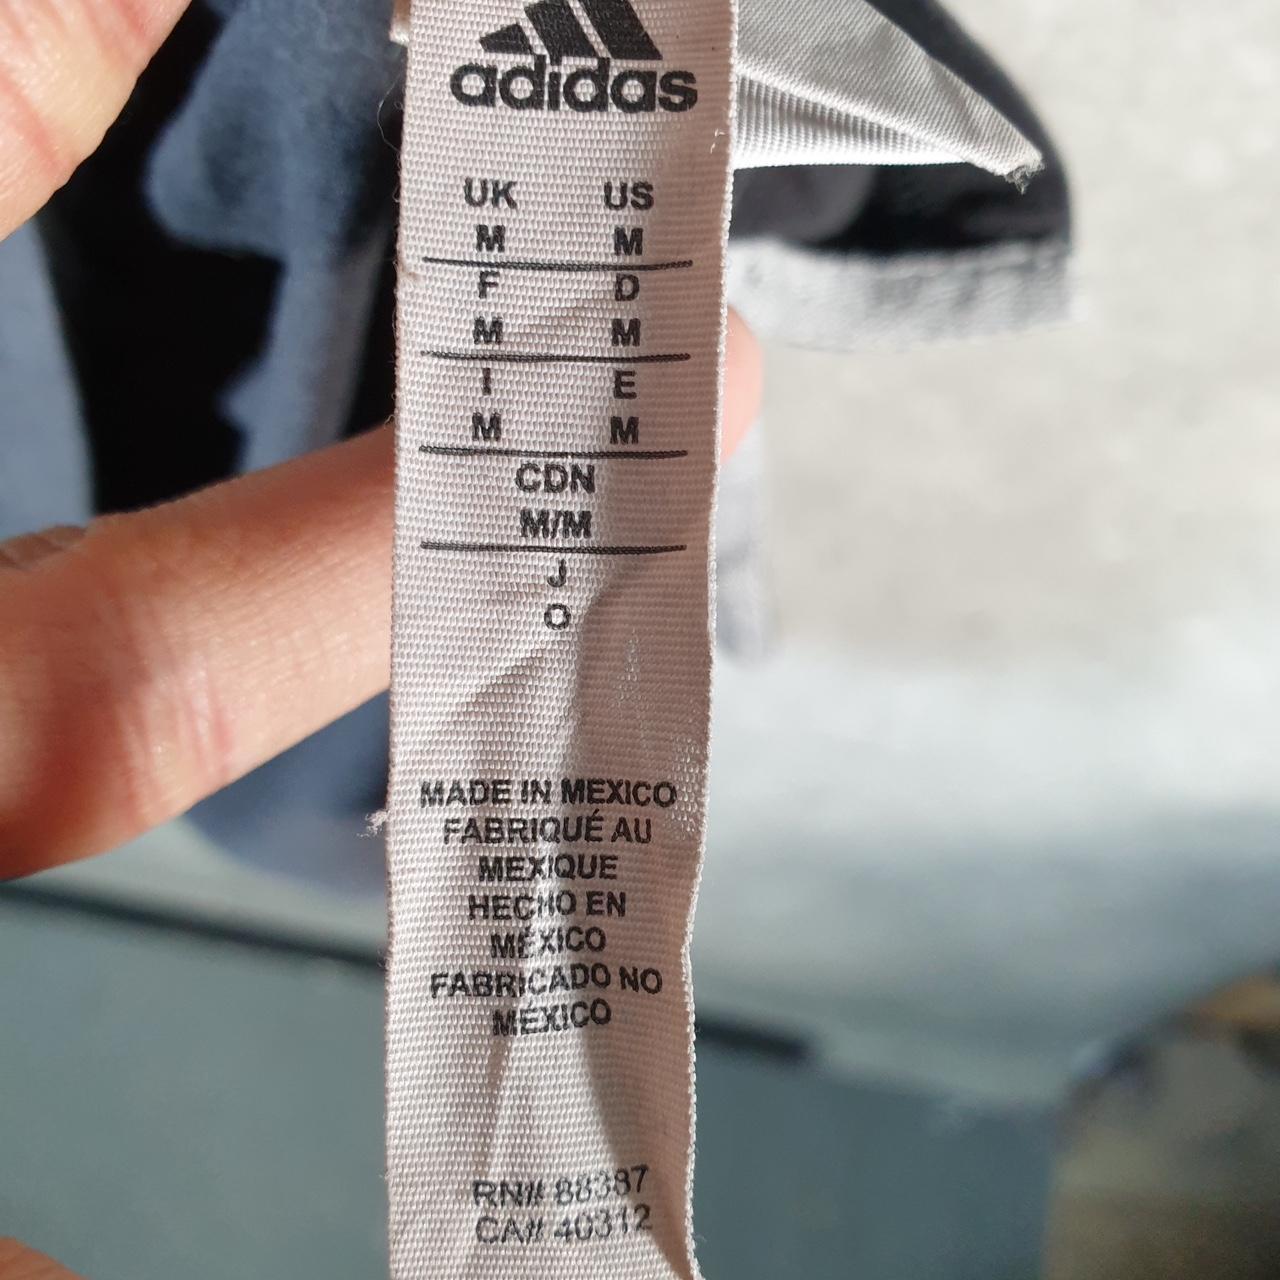 adidas
UK US
M M
F D
M M
I E
M M
CDN
M/M
J
O
MADE IN MEXICO
FABRIQUÉ AU
MEXIQUE
HECHO EN
MÉXICO
FABRICADO NO
MÉXICO
RN# 88387
CA# 40312